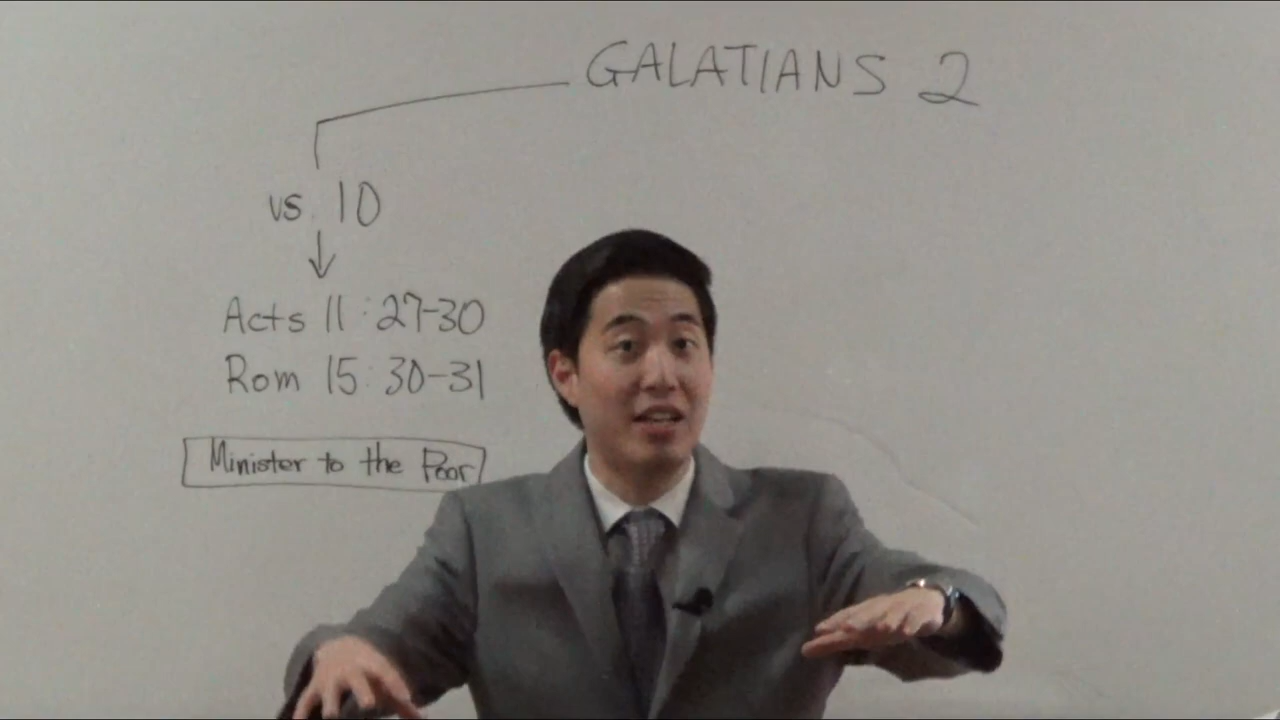 GALATIANS 2
vs. 10
Acts 11:27-30
Rom 15:30-31
Minister to the Poor